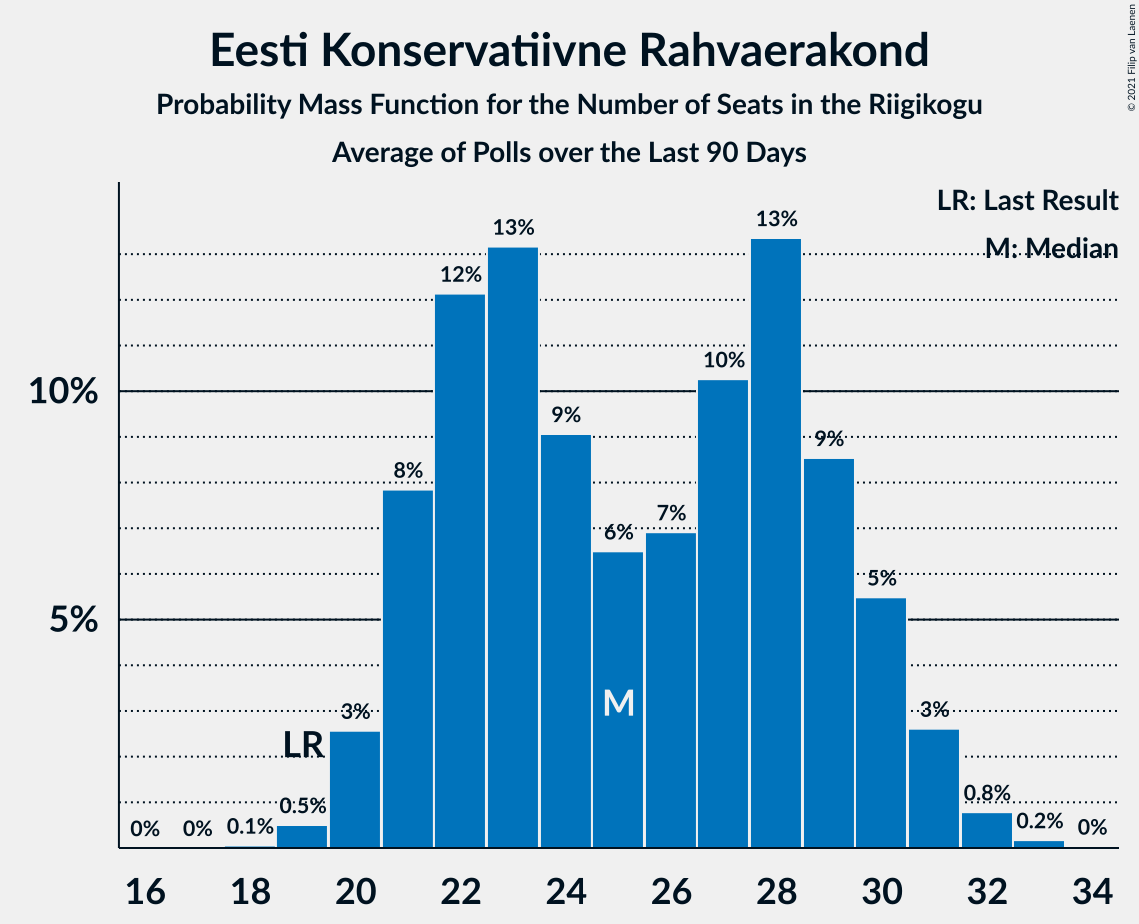 Eesti Konservatiivne Rahvaerakond
Probability Mass Function for the Number of Seats in the Riigikogu
Average of Polls over the Last 90 Days
© 2021 Filip van Laenen
LR: Last Result
M: Median
10%
5%
0%
0%
0.1%
0.5%
LR
3%
8%
12%
13%
9%
6%
M
7%
10%
13%
9%
5%
3%
0.8%
0.2%
0%
16 18 20 22 24 26 28 30 32 34